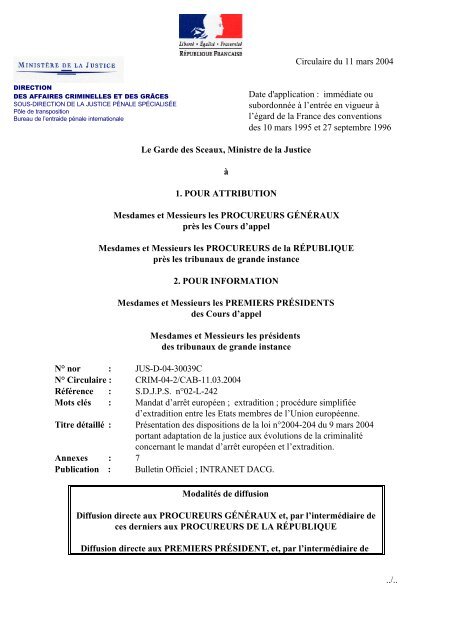 Liberté • Égalité • Fraternité
RÉPUBLIQUE FRANÇAISE
MINISTÈRE DE LA JUSTICE
Circulaire du 11 mars 2004
DIRECTION
DES AFFAIRES CRIMINELLES ET DES GRÂCES
SOUS-DIRECTION DE LA JUSTICE PÉNALE SPÉCIALISÉE
Pôle de transposition
Bureau de l'entraide pénale internationale
Date d'application : immédiate ou
subordonnée à l'entrée en vigueur à
l'égard de la France des conventions
des 10 mars 1995 et 27 septembre 1996
Le Garde des Sceaux, Ministre de la Justice
à
1. POUR ATTRIBUTION
Mesdames et Messieurs les PROCUREURS GÉNÉRAUX
près les Cours d'appel
Mesdames et Messieurs les PROCUREURS de la RÉPUBLIQUE
près les tribunaux de grande instance
2. POUR INFORMATION
Mesdames et Messieurs les PREMIERS PRÉSIDENTS
des Cours d'appel
Mesdames et Messieurs les présidents
des tribunaux de grande instance
N° nor : JUS-D-04-30039C
N° Circulaire : CRIM-04-2/CAB-11.03.2004
Référence : S.D.J.P.S. n°02-L-242
Mots clés : Mandat d'arrêt européen ; extradition ; procédure simplifiée
d'extradition entre les Etats membres de l'Union européenne.
Titre détaillé : Présentation des dispositions de la loi n°2004-204 du 9 mars 2004
portant adaptation de la justice aux évolutions de la criminalité
concernant le mandat d'arrêt européen et l'extradition.
Annexes : 7
Publication : Bulletin Officiel ; INTRANET DACG.
Modalités de diffusion
Diffusion directe aux PROCUREURS GÉNÉRAUX et, par l'intermédiaire de
ces derniers aux PROCUREURS DE LA RÉPUBLIQUE
Diffusion directe aux PREMIERS PRÉSIDENT, et, par l'intermédiaire de
../..